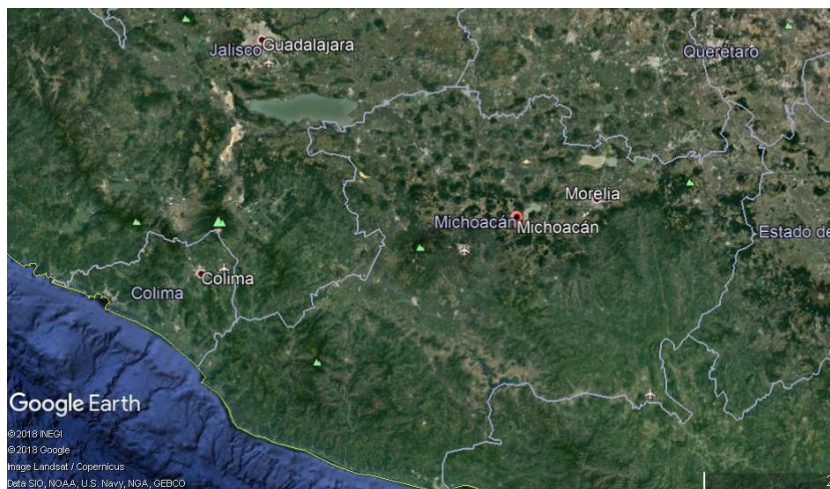 Guadalajara
Jalisco
Querétaro
Morelia
Michoacán
Michoacán
Estado de
Colima
Colima
Google Earth
©2018 INEGI
©2018 Google
Image Landsat / Copernicus
Data SIO, NOAA, U.S. Navy, NGA, GEBCO